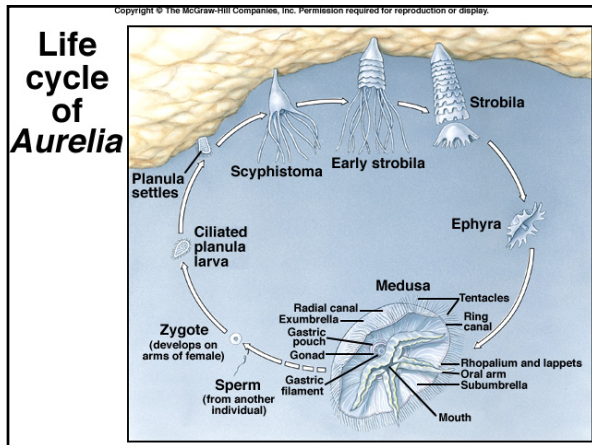 Copyright © The McGraw-Hill Companies, Inc. Permission required for reproduction or display.
Life
cycle
of
Aurelia
Strobila
Early strobila
Scyphistoma
Planula
settles
Ciliated
planula
larva
Ephyra
Medusa
Radial canal
Exumbrella
Gastric
pouch
Gonad
Gastric
filament
Tentacles
Ring
canal
Rhopalium and lappets
Oral arm
Subumbrella
Mouth
Zygote
(develops on
arms of female)
Sperm
(from another
individual)